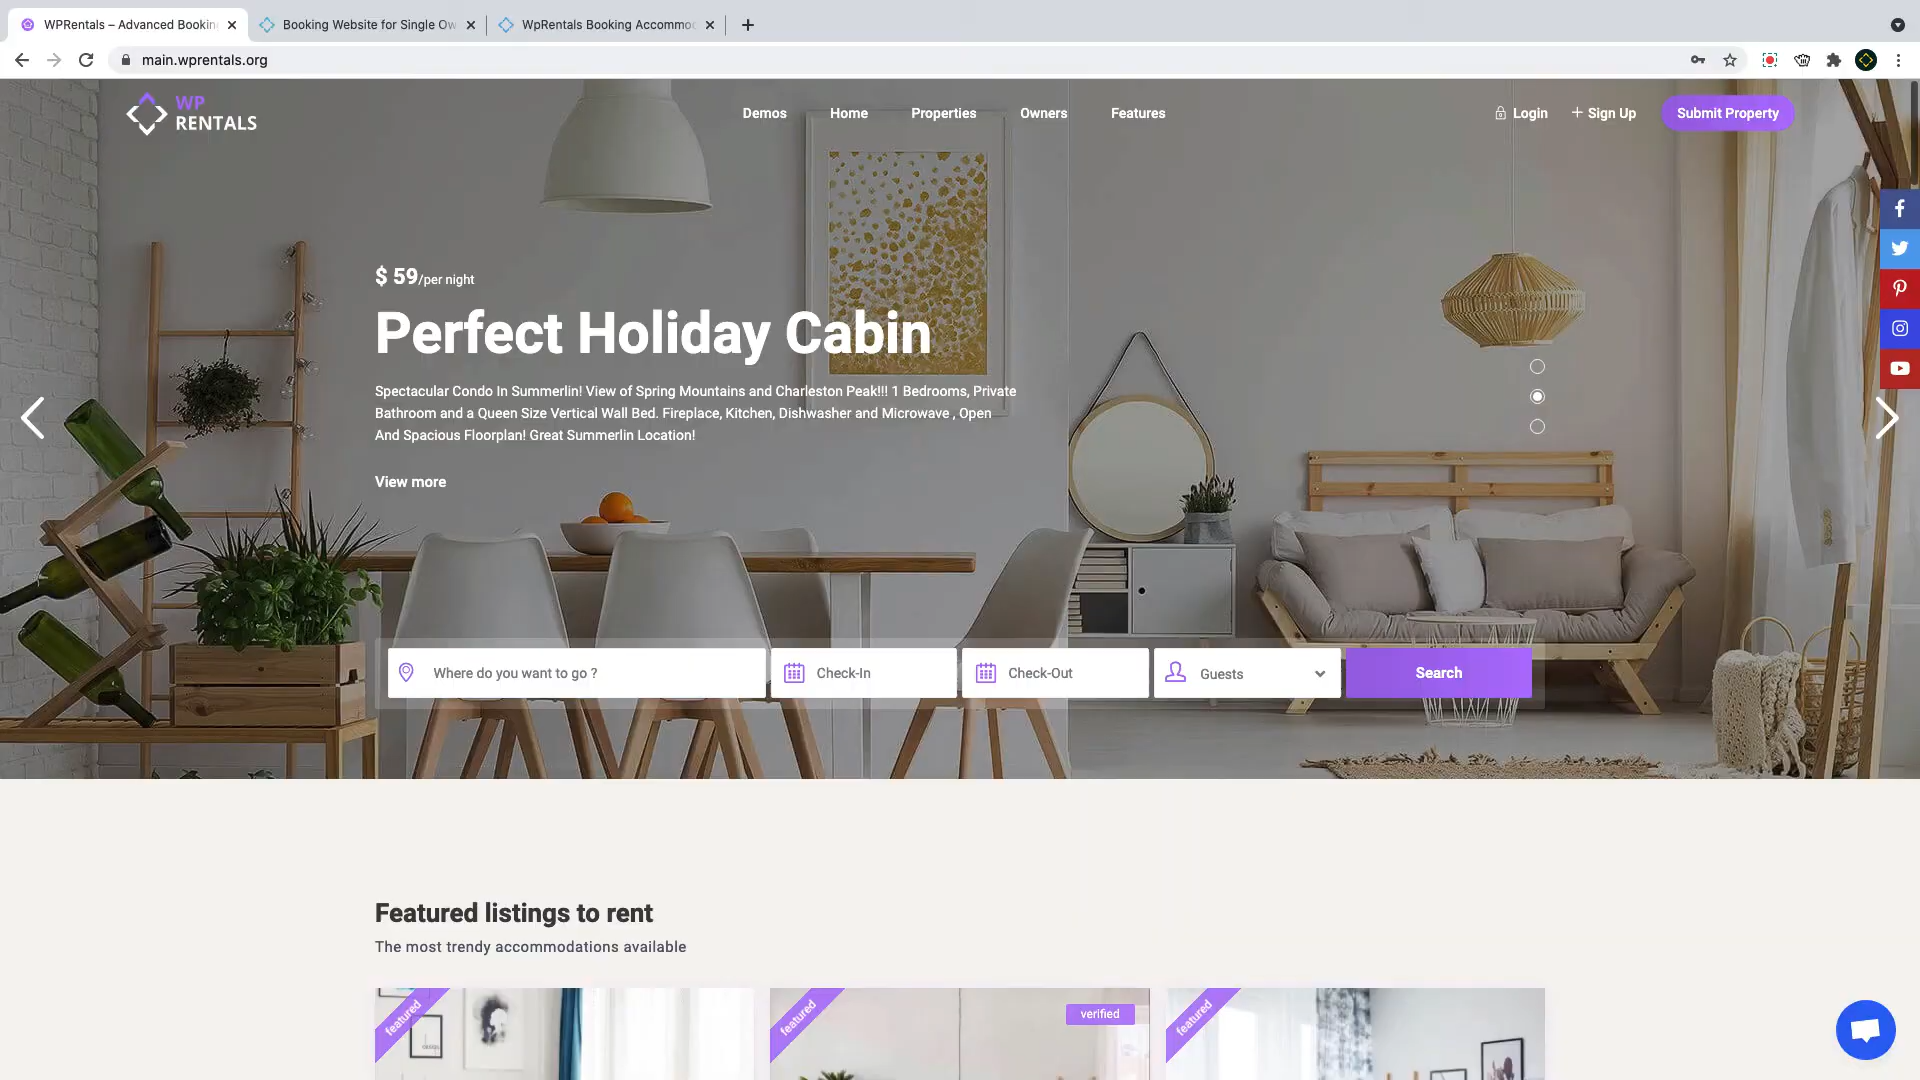 WPRentals – Advanced Bookin
Booking Website for Single Ow
WpRentals Booking Accommod
main.wprentals.org
WP
RENTALS
Demos
Home
Properties
Owners
Features
Login
Sign Up
Submit Property
$ 59/per night
Perfect Holiday Cabin
Spectacular Condo In Summerlin! View of Spring Mountains and Charleston Peak!!! 1 Bedrooms, Private
Bathroom and a Queen Size Vertical Wall Bed. Fireplace, Kitchen, Dishwasher and Microwave , Open
And Spacious Floorplan! Great Summerlin Location!
View more
Where do you want to go ?
Check-In
Check-Out
Guests
Search
Featured listings to rent
The most trendy accommodations available
featured
featured
verified
featured